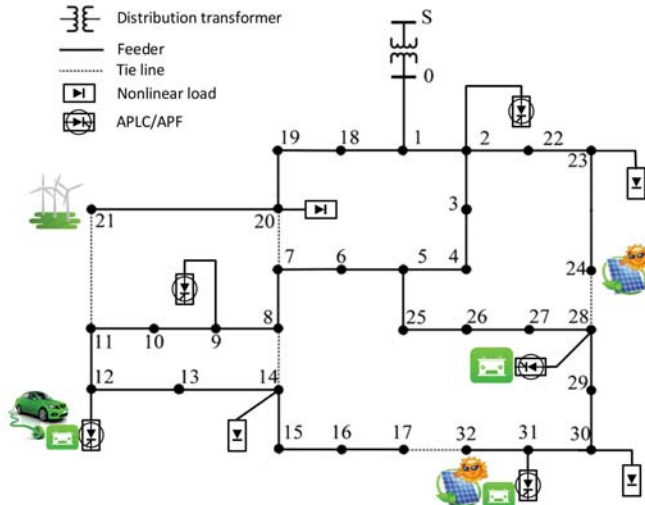 Distribution transformer
Feeder
Tie line
Nonlinear load
APLC/APF
S
0
19 18 1 2 22 23
21 20 3
7 6 5 4 24
11 10 9 8 25 26 27 28
12 13 14 29
15 16 17 32 31 30